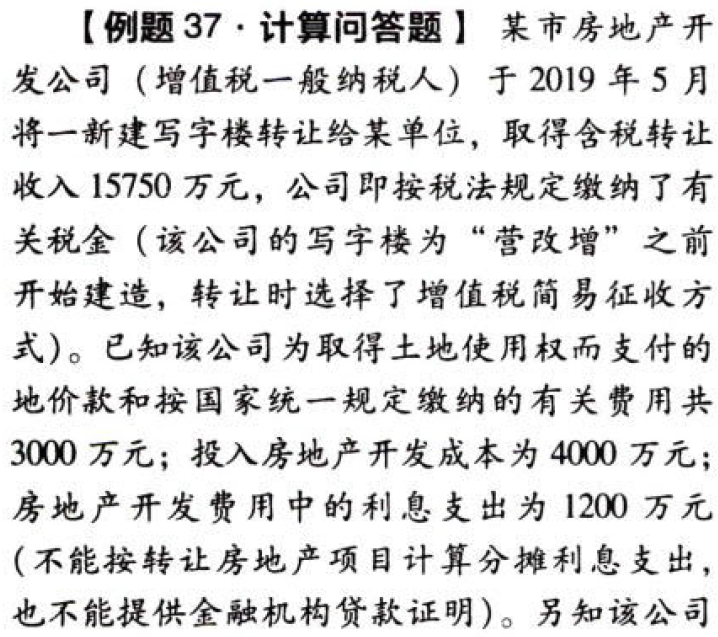 【例题 37·计算问答题】 某市房地产开
发公司（增值税一般纳税人）于 2019 年 5 月
将一新建写字楼转让给某单位，取得含税转让
收入 15750 万元，公司即按税法规定缴纳了有
关税金（该公司的写字楼为“营改增”之前
开始建造，转让时选择了增值税简易征收方
式）。已知该公司为取得土地使用权而支付的
地价款和按国家统一规定缴纳的有关费用共
3000 万元；投入房地产开发成本为 4000 万元；
房地产开发费用中的利息支出为 1200 万元
（不能按转让房地产项目计算分摊利息支出，
也不能提供金融机构贷款证明）。另知该公司